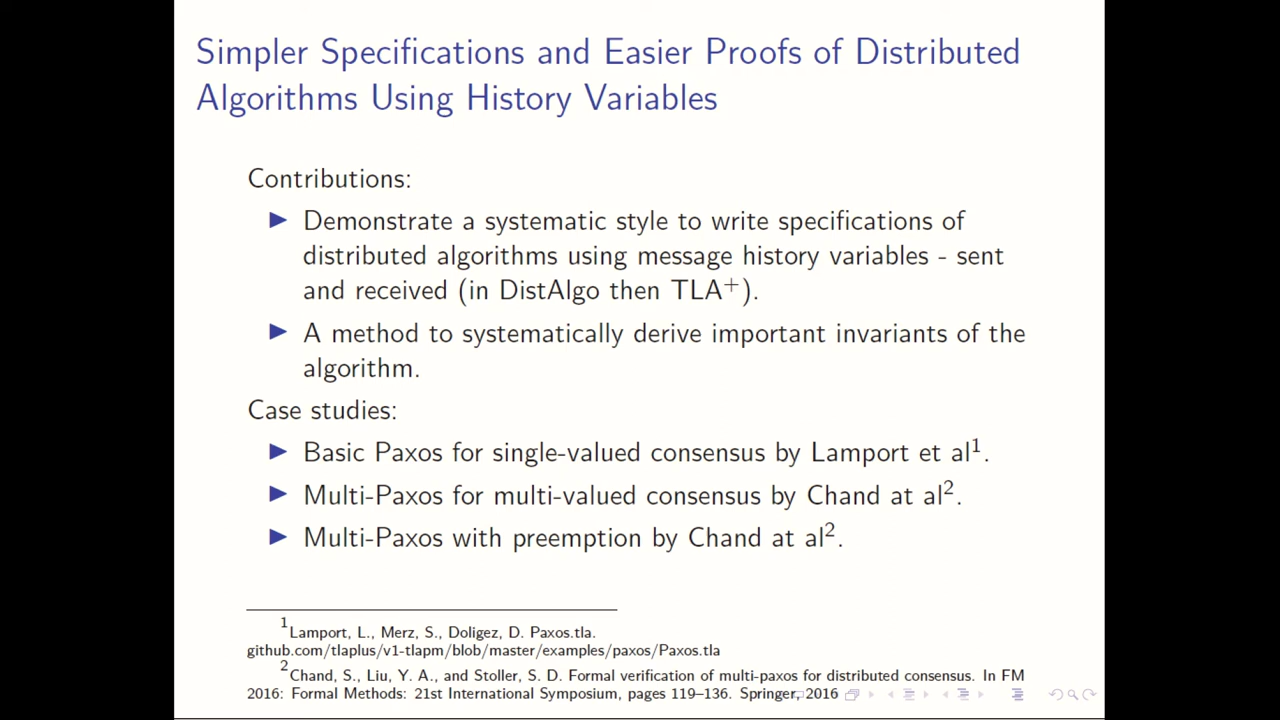 Simpler Specifications and Easier Proofs of Distributed
Algorithms Using History Variables
Contributions:
▶ Demonstrate a systematic style to write specifications of
distributed algorithms using message history variables - sent
and received (in DistAlgo then TLA⁺).
▶ A method to systematically derive important invariants of the
algorithm.
Case studies:
▶ Basic Paxos for single-valued consensus by Lamport et al¹.
▶ Multi-Paxos for multi-valued consensus by Chand at al².
▶ Multi-Paxos with preemption by Chand at al².
¹Lamport, L., Merz, S., Doligez, D. Paxos.tla.
github.com/tlaplus/v1-tlapm/blob/master/examples/paxos/Paxos.tla
²Chand, S., Liu, Y. A., and Stoller, S. D. Formal verification of multi-paxos for distributed consensus. In FM
2016: Formal Methods: 21st International Symposium, pages 119–136. Springer, 2016